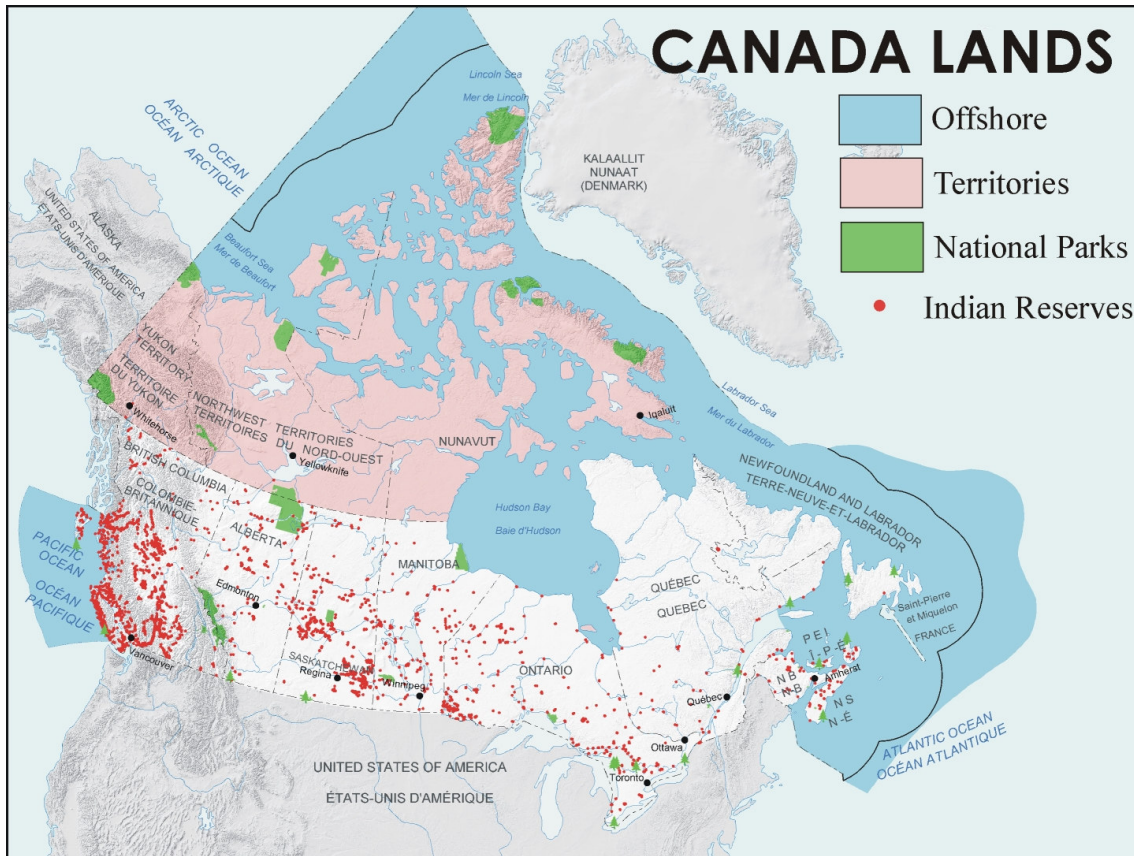 CANADA LANDS
Offshore
Territories
National Parks
Indian Reserves
Lincoln Sea
Mer de Lincoln
ARCTIC OCEAN
OCÉAN ARCTIQUE
KALAALLIT
NUNAAT
(DENMARK)
ALASKA
UNITED STATES OF AMERICA
ÉTATS-UNIS D'AMÉRIQUE
Beaufort Sea
Mer de Beaufort
YUKON
TERRITORY
TERRITOIRE
DU YUKON
Whitehorse
NORTHWEST TERRITORIES
TERRITOIRES DU NORD-OUEST
Yellowknife
NUNAVUT
Iqaluit
Labrador Sea
Mer du Labrador
BRITISH COLUMBIA
COLOMBIE-
BRITANNIQUE
ALBERTA
Hudson Bay
Baie d'Hudson
NEWFOUNDLAND AND LABRADOR
TERRE-NEUVE-ET-LABRADOR
PACIFIC
OCEAN
OCÉAN
PACIFIQUE
MANITOBA
Edmonton
QUÉBEC
QUEBEC
Saint-Pierre
et Miquelon
FRANCE
Vancouver
SASKATCHEWAN
Regina
Winnipeg
ONTARIO
P E I
Î - P - É
N B
N -B
Amherst
N S
N -É
Québec
Ottawa
Toronto
ATLANTIC OCEAN
OCÉAN ATLANTIQUE
UNITED STATES OF AMERICA
ÉTATS-UNIS D'AMÉRIQUE